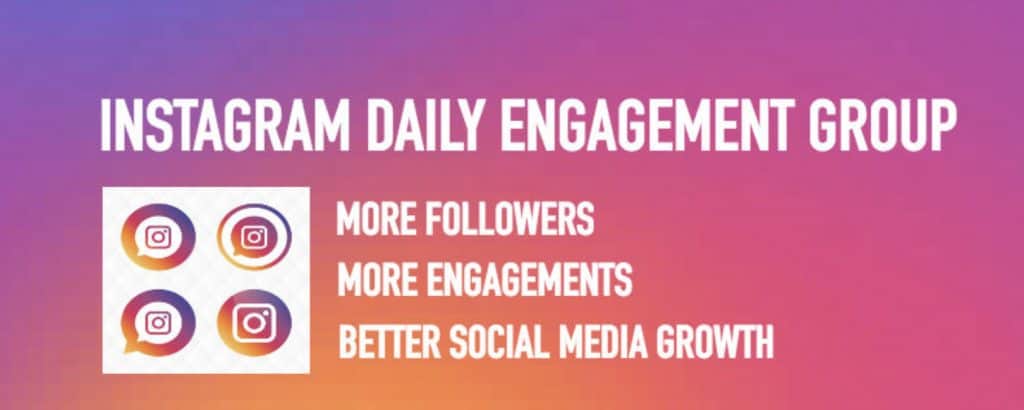 INSTAGRAM DAILY ENGAGEMENT GROUP
MORE FOLLOWERS
MORE ENGAGEMENTS
BETTER SOCIAL MEDIA GROWTH